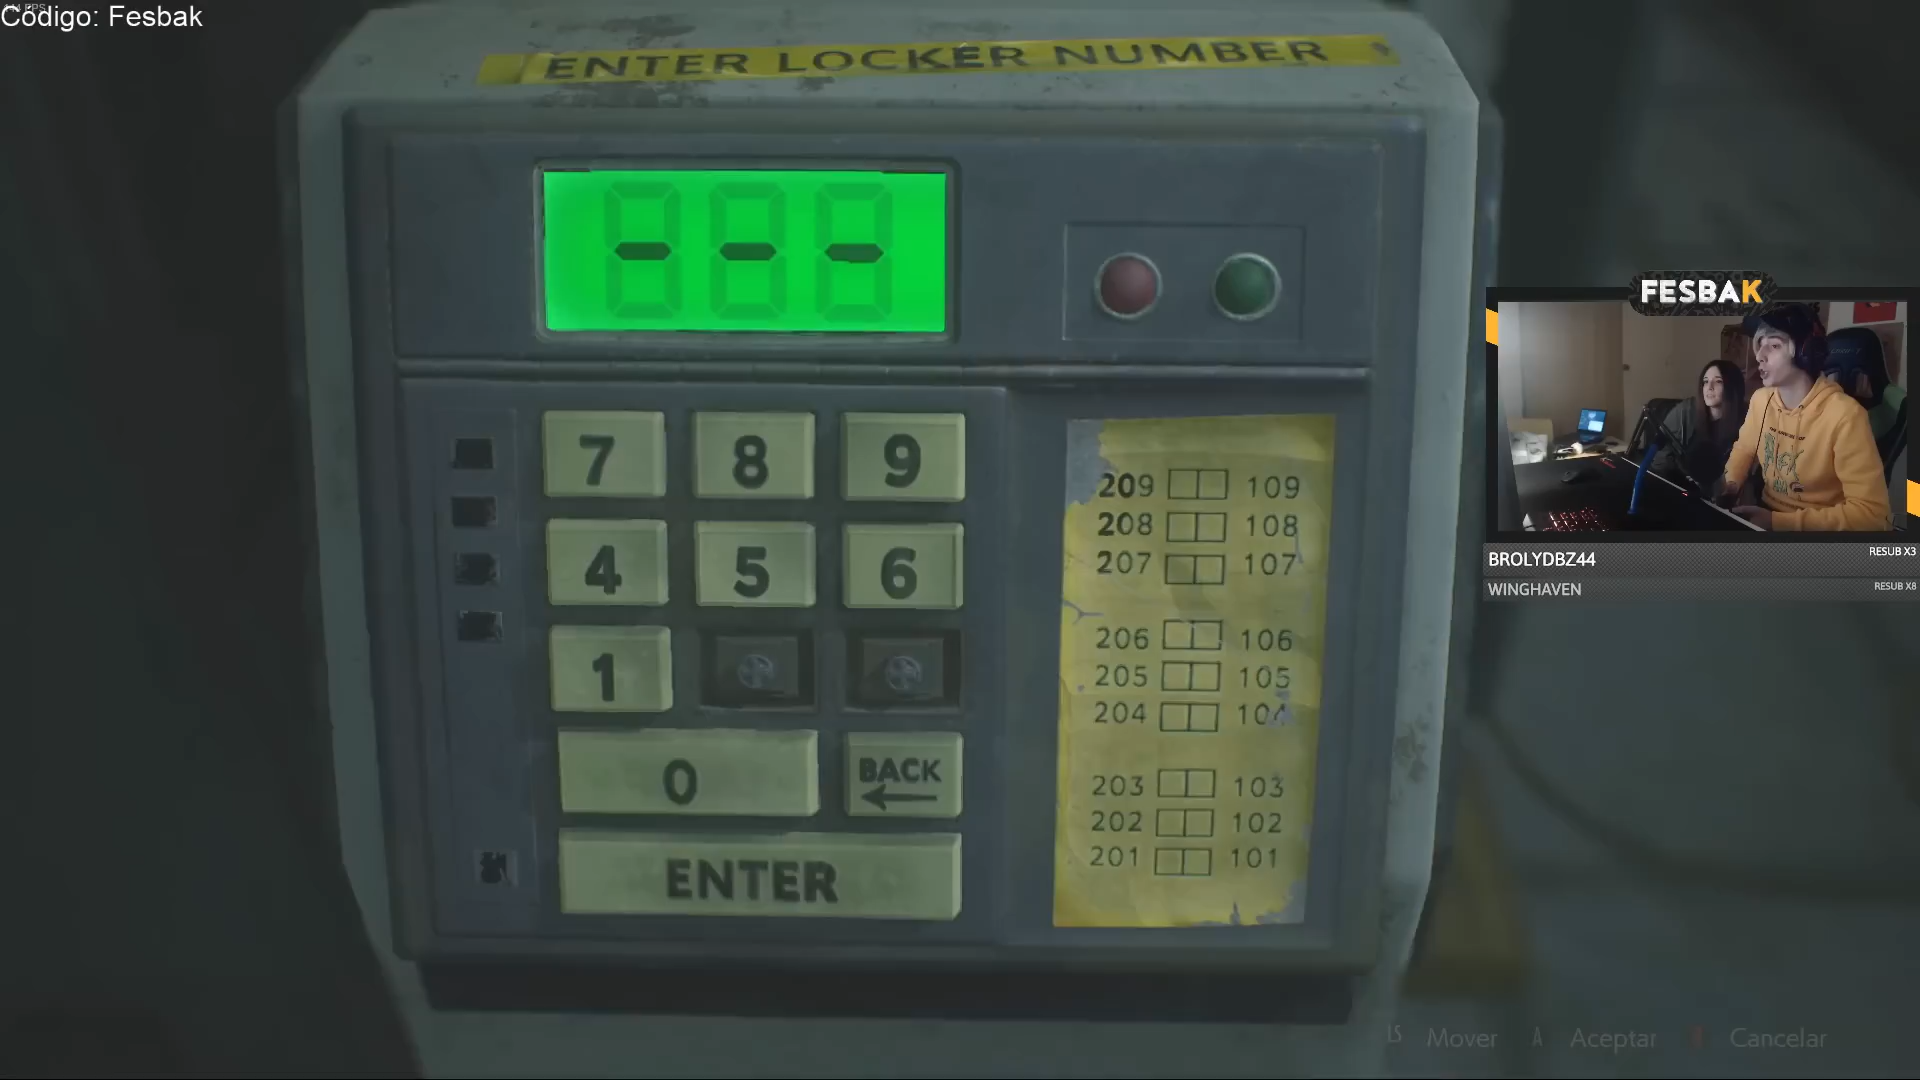 Código: Fesbak
ENTER LOCKER NUMBER
7 8 9
4 5 6
1
0 BACK
ENTER
209 109
208 108
207 107
206 106
205 105
204 104
203 103
202 102
201 101
FESBAK
BROLYDBZ44 RESUB X3
WINGHAVEN RESUB X8
LS Mover A Aceptar Cancelar